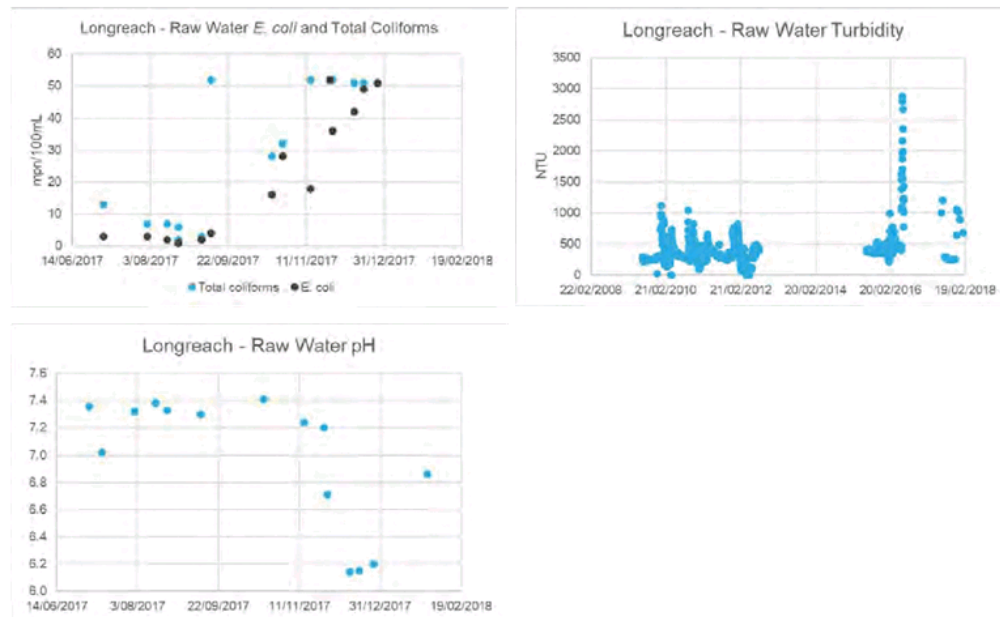 Longreach - Raw Water E. coli and Total Coliforms
60
50
40
30
20
10
0
mpn/100mL
14/06/2017 3/08/2017 22/09/2017 11/11/2017 31/12/2017 19/02/2018
Total coliforms E. coli
Longreach - Raw Water Turbidity
3500
3000
2500
2000
1500
1000
500
0
NTU
22/02/2008 21/02/2010 21/02/2012 20/02/2014 20/02/2016 19/02/2018
Longreach - Raw Water pH
7.6
7.4
7.2
7.0
6.8
6.6
6.4
6.2
6.0
14/06/2017 3/08/2017 22/09/2017 11/11/2017 31/12/2017 19/02/2018